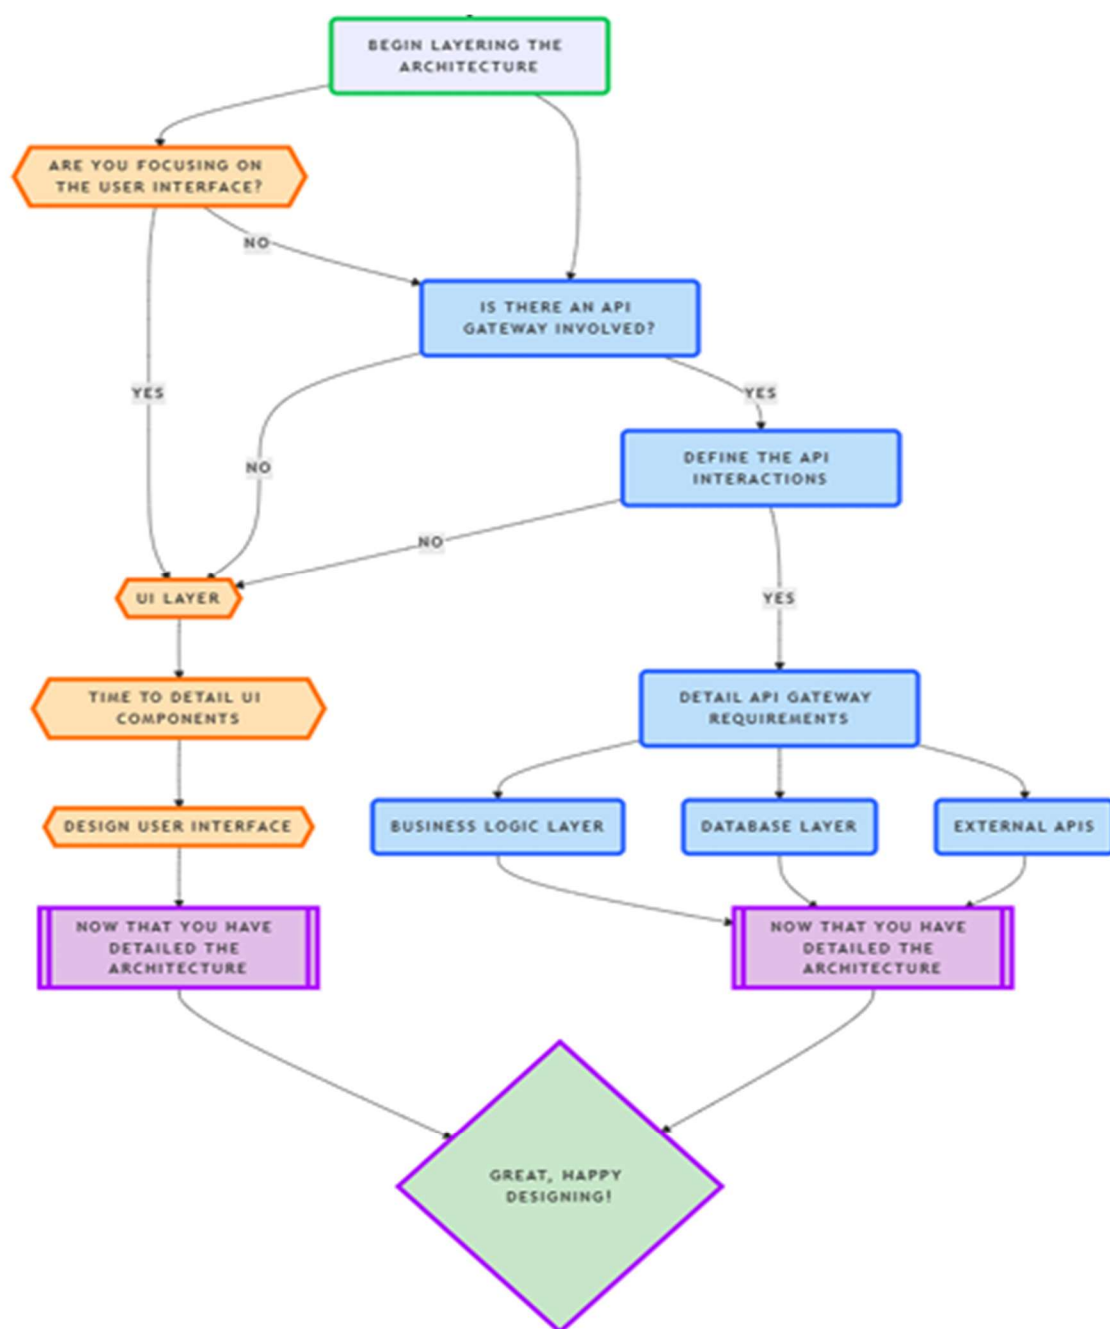 BEGIN LAYERING THE
ARCHITECTURE
ARE YOU FOCUSING ON
THE USER INTERFACE?
NO
IS THERE AN API
GATEWAY INVOLVED?
YES
YES
DEFINE THE API
INTERACTIONS
NO
NO
UI LAYER
YES
TIME TO DETAIL UI
COMPONENTS
DETAIL API GATEWAY
REQUIREMENTS
DESIGN USER INTERFACE
BUSINESS LOGIC LAYER
DATABASE LAYER
EXTERNAL APIS
NOW THAT YOU HAVE
DETAILED THE
ARCHITECTURE
NOW THAT YOU HAVE
DETAILED THE
ARCHITECTURE
GREAT, HAPPY
DESIGNING!